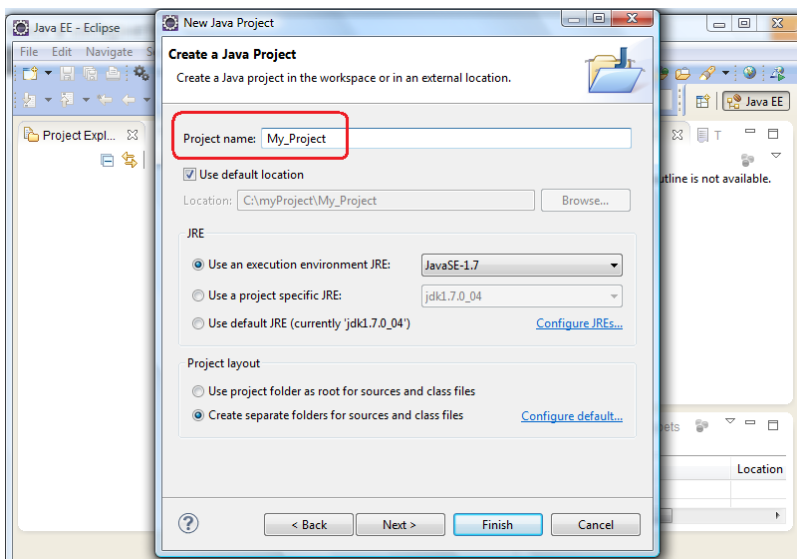 Java EE - Eclipse
New Java Project
File Edit Navigate S
Create a Java Project
Create a Java project in the workspace or in an external location.
Java EE
Project Expl...
T
Project name: My_Project
Use default location
utline is not available.
Location: C:\myProject\My_Project Browse...
JRE
Use an execution environment JRE: JavaSE-1.7
Use a project specific JRE: jdk1.7.0_04
Use default JRE (currently 'jdk1.7.0_04') Configure JREs...
Project layout
Use project folder as root for sources and class files
Create separate folders for sources and class files Configure default...
ets
Location
? < Back Next > Finish Cancel